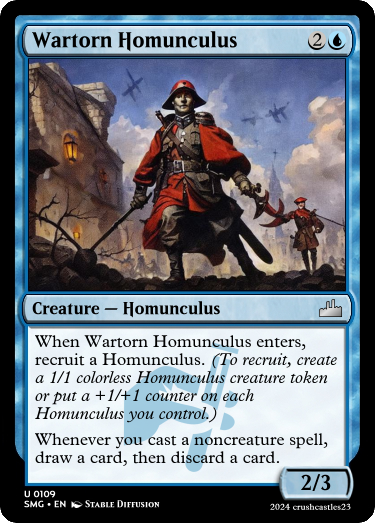 Wartorn Homunculus 2
Creature — Homunculus
When Wartorn Homunculus enters,
recruit a Homunculus. (To recruit, create
a 1/1 colorless Homunculus creature token
or put a +1/+1 counter on each
Homunculus you control.)
Whenever you cast a noncreature spell,
draw a card, then discard a card.
2/3
U 0109
SMG • EN Stable Diffusion
2024 crushcastles23